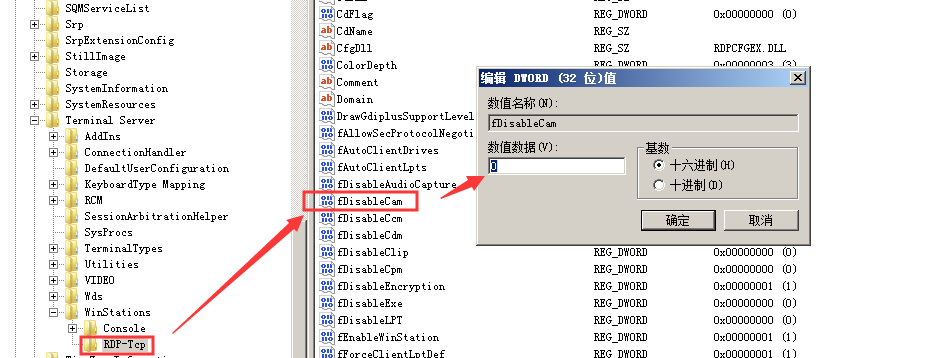 SQMServiceList
Srp
SrpExtensionConfig
StillImage
Storage
SystemInformation
SystemResources
Terminal Server
AddIns
ConnectionHandler
DefaultUserConfiguration
KeyboardType Mapping
RCM
SessionArbitrationHelper
SysProcs
TerminalTypes
Utilities
VIDEO
Wds
WinStations
Console
RDP-Tcp
CdFlag REG_DWORD 0x00000000 (0)
CdName REG_SZ
CfgDll REG_SZ RDPCFGEX.DLL
ColorDepth REG_DWORD 0x00000003 (3)
Comment
Domain
DrawGdiplusSupportLevel
fAllowSecProtocolNegoti
fAutoClientDrives
fAutoClientLpts
fDisableAudioCapture
fDisableCam
fDisableCcm
fDisableCdm
fDisableClip REG_DWORD 0x00000000 (0)
fDisableCpm REG_DWORD 0x00000000 (0)
fDisableEncryption REG_DWORD 0x00000001 (1)
fDisableExe REG_DWORD 0x00000000 (0)
fDisableLPT REG_DWORD 0x00000000 (0)
fEnableWinStation REG_DWORD 0x00000001 (1)
fForceClientLptDef REG_DWORD 0x00000001 (1)
编辑 DWORD (32 位)值
数值名称(N):
fDisableCam
数值数据(V):
0
基数
十六进制(H)
十进制(D)
确定
取消